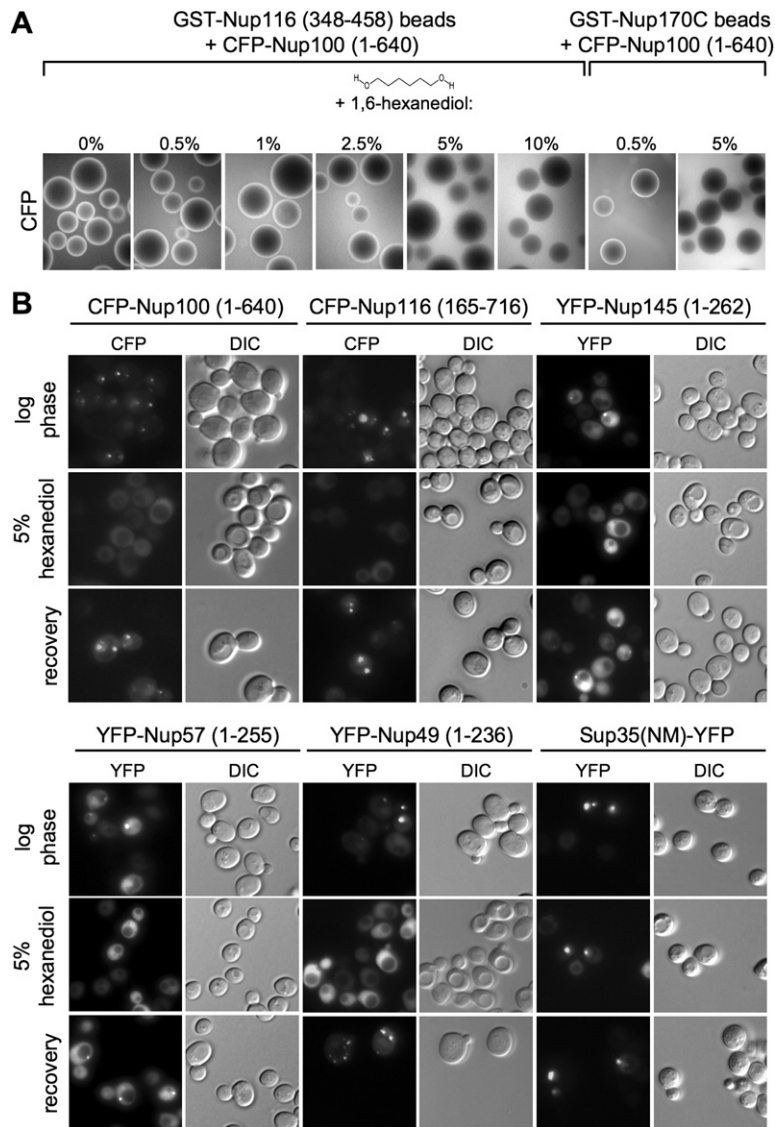 A
GST-Nup116 (348-458) beads
+ CFP-Nup100 (1-640)
GST-Nup170C beads
+ CFP-Nup100 (1-640)
H O O H
+ 1,6-hexanediol:
0% 0.5% 1% 2.5% 5% 10% 0.5% 5%
CFP
B
CFP-Nup100 (1-640) CFP-Nup116 (165-716) YFP-Nup145 (1-262)
CFP DIC CFP DIC YFP DIC
log
phase
5%
hexanediol
recovery
YFP-Nup57 (1-255) YFP-Nup49 (1-236) Sup35(NM)-YFP
YFP DIC YFP DIC YFP DIC
log
phase
5%
hexanediol
recovery